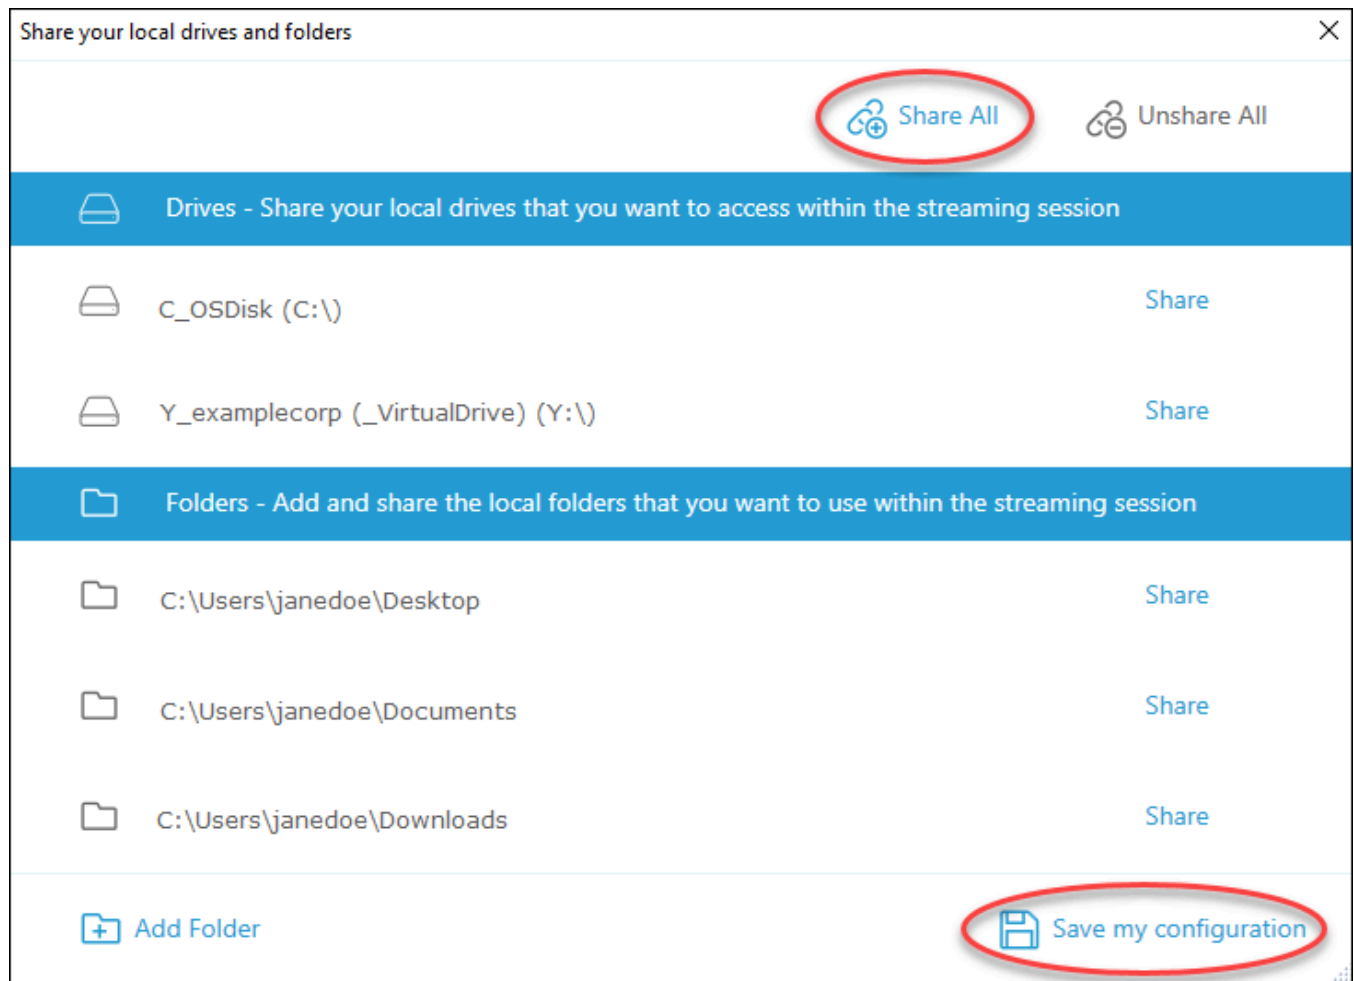 Share your local drives and folders
Share All
Unshare All
Drives - Share your local drives that you want to access within the streaming session
C_OSDisk (C:\)
Share
Y_examplecorp (_VirtualDrive) (Y:\)
Share
Folders - Add and share the local folders that you want to use within the streaming session
C:\Users\janedoe\Desktop
Share
C:\Users\janedoe\Documents
Share
C:\Users\janedoe\Downloads
Share
Add Folder
Save my configuration